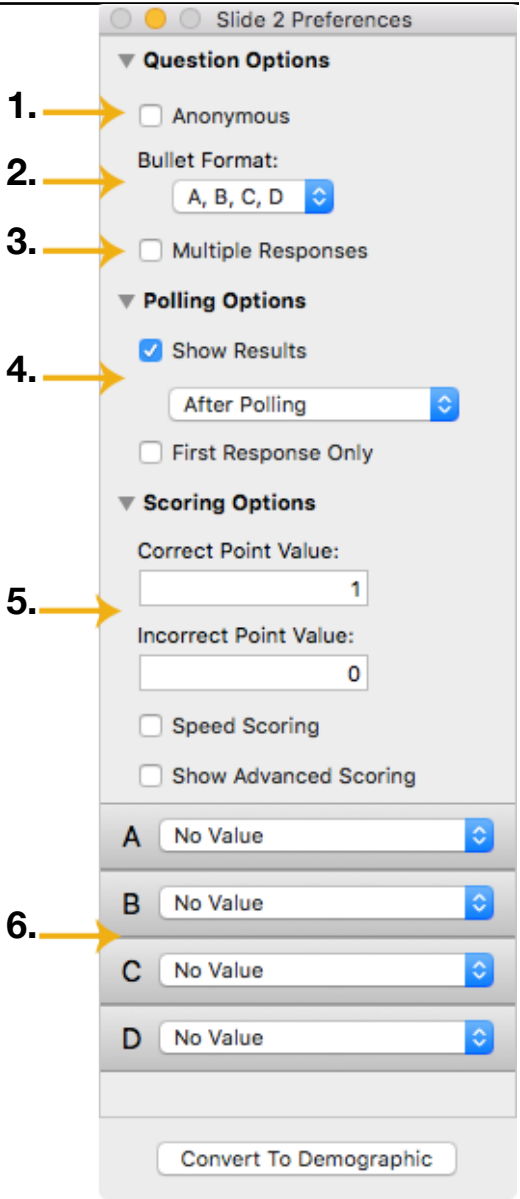 Slide 2 Preferences
Question Options
1. Anonymous
Bullet Format:
2. A, B, C, D
3. Multiple Responses
Polling Options
Show Results
4.
After Polling
First Response Only
Scoring Options
Correct Point Value:
1
5.
Incorrect Point Value:
0
Speed Scoring
Show Advanced Scoring
A No Value
B No Value
6.
C No Value
D No Value
Convert To Demographic